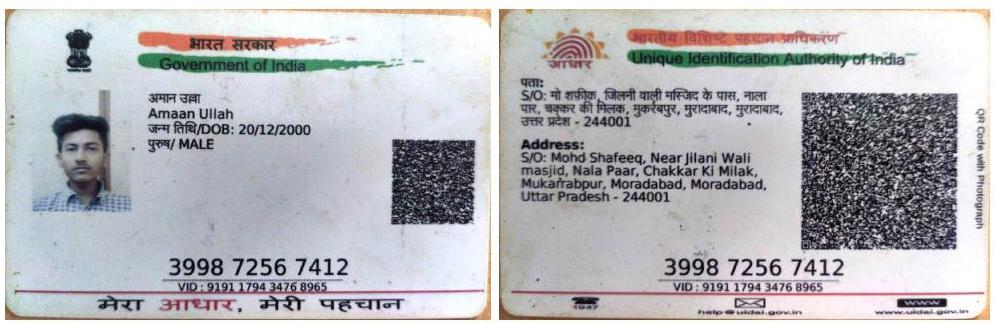 भारत सरकार
Government of India
अमान उल्ला
Amaan Ullah
जन्म तिथि/DOB: 20/12/2000
पुरुष/ MALE
3998 7256 7412
VID : 9191 1794 3476 8965
मेरा आधार, मेरी पहचान
भारतीय विशिष्ट पहचान प्राधिकरण
Unique Identification Authority of India
आधार
पता:
S/O: मो शफीक, जिलनी वाली मस्जिद के पास, नाला
पार, चक्कर की मिलक, मुकर्रबपुर, मुरादाबाद, मुरादाबाद,
उत्तर प्रदेश - 244001
Address:
S/O: Mohd Shafeeq, Near Jilani Wali
masjid, Nala Paar, Chakkar Ki Milak,
Mukarrabpur, Moradabad, Moradabad,
Uttar Pradesh - 244001
QR Code with Photograph
3998 7256 7412
VID : 9191 1794 3476 8965
1947
help@uidai.gov.in
www
www.uidai.gov.in